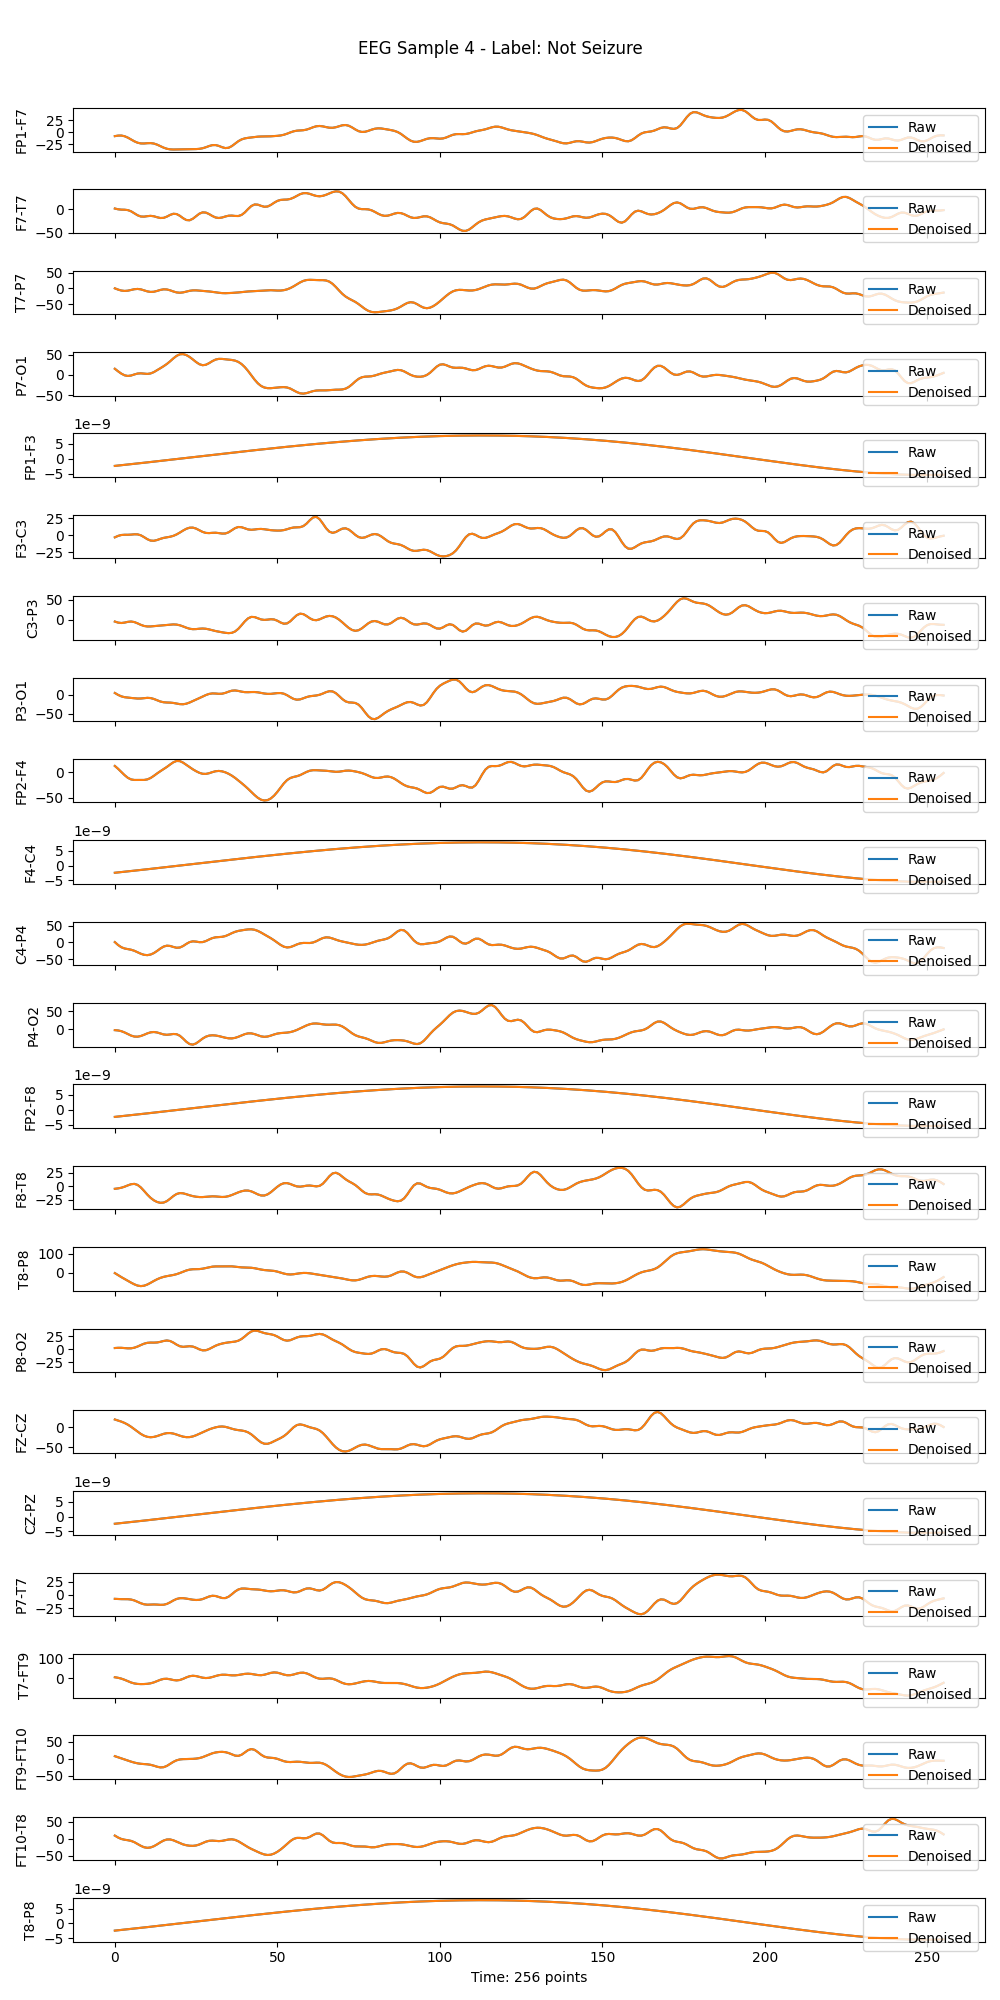 EEG Sample 4 - Label: Not Seizure
FP1-F7
25
0
−25
Raw
Denoised
F7-T7
0
−50
Raw
Denoised
T7-P7
50
0
−50
Raw
Denoised
P7-O1
50
0
−50
Raw
Denoised
1e−9
FP1-F3
5
0
−5
Raw
Denoised
F3-C3
25
0
−25
Raw
Denoised
C3-P3
50
0
Raw
Denoised
P3-O1
0
−50
Raw
Denoised
FP2-F4
0
−50
Raw
Denoised
1e−9
F4-C4
5
0
−5
Raw
Denoised
C4-P4
50
0
−50
Raw
Denoised
P4-O2
50
0
Raw
Denoised
1e−9
FP2-F8
5
0
−5
Raw
Denoised
F8-T8
25
0
−25
Raw
Denoised
T8-P8
100
0
Raw
Denoised
P8-O2
25
0
−25
Raw
Denoised
FZ-CZ
0
−50
Raw
Denoised
1e−9
CZ-PZ
5
0
−5
Raw
Denoised
P7-T7
25
0
−25
Raw
Denoised
T7-FT9
100
0
Raw
Denoised
FT9-FT10
50
0
−50
Raw
Denoised
FT10-T8
50
0
−50
Raw
Denoised
1e−9
T8-P8
5
0
−5
Raw
Denoised
0 50 100 150 200 250
Time: 256 points